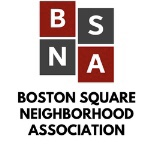 B S
N A
BOSTON SQUARE
NEIGHBORHOOD
ASSOCIATION